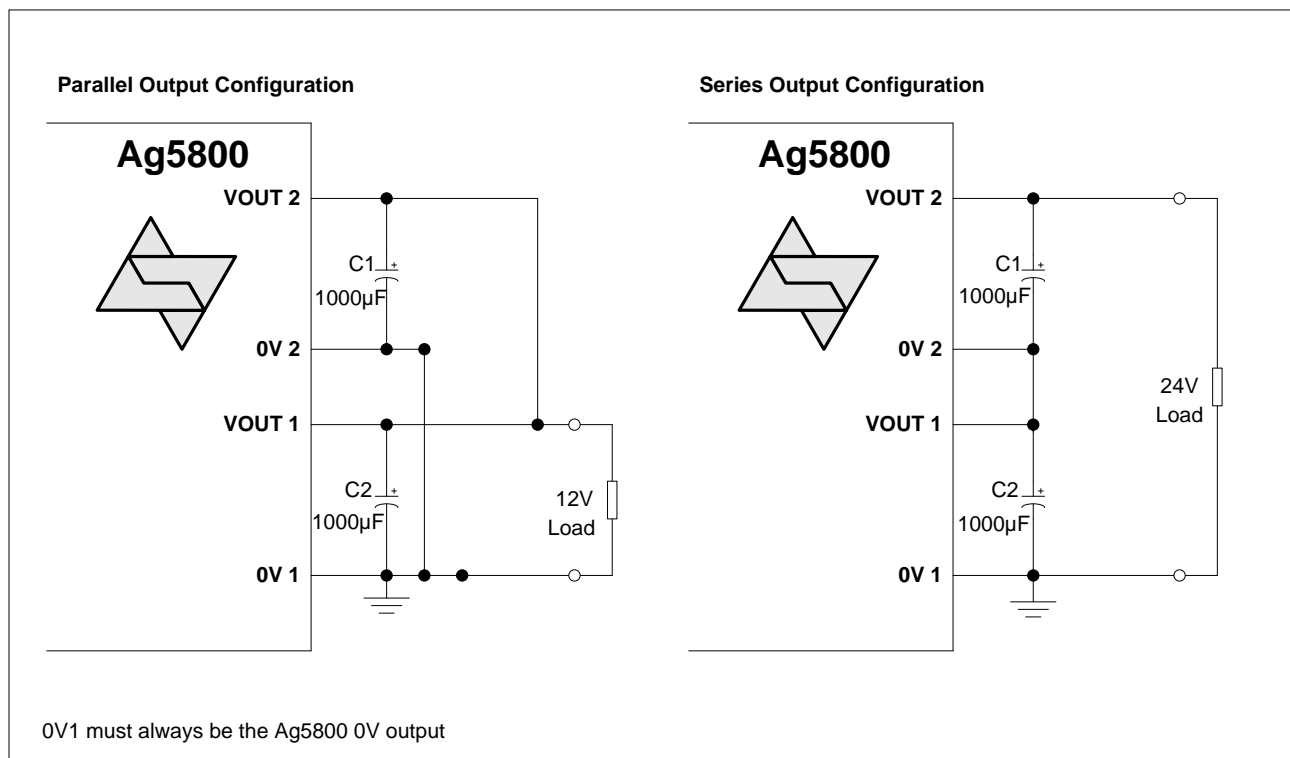 Parallel Output Configuration
Ag5800
VOUT 2
C1
+
1000µF
0V 2
VOUT 1
C2
+
1000µF
12V
Load
0V 1
Series Output Configuration
Ag5800
VOUT 2
C1
+
1000µF
0V 2
24V
Load
VOUT 1
C2
+
1000µF
0V 1
0V1 must always be the Ag5800 0V output